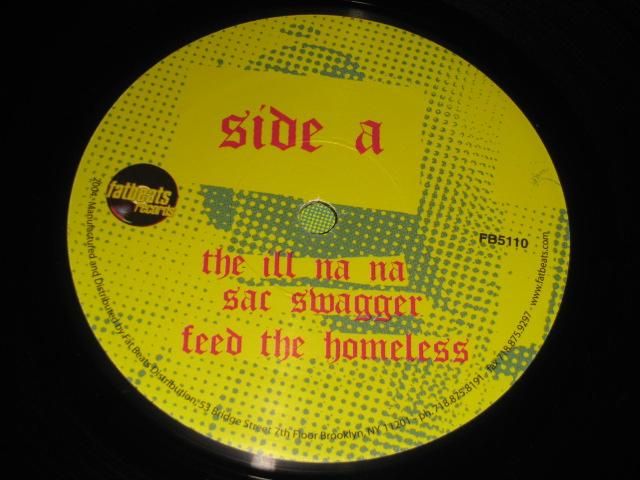 side a
fatbeats
records
FB5110
the ill na na
sac swagger
feed the homeless
2004 · Manufactured and Distributed by Fat Beats Distribution, 53 Bridge Street 7th Floor Brooklyn, NY 11201 - ph. 718.875.8191 - fax 718.875.9297 - www.fatbeats.com